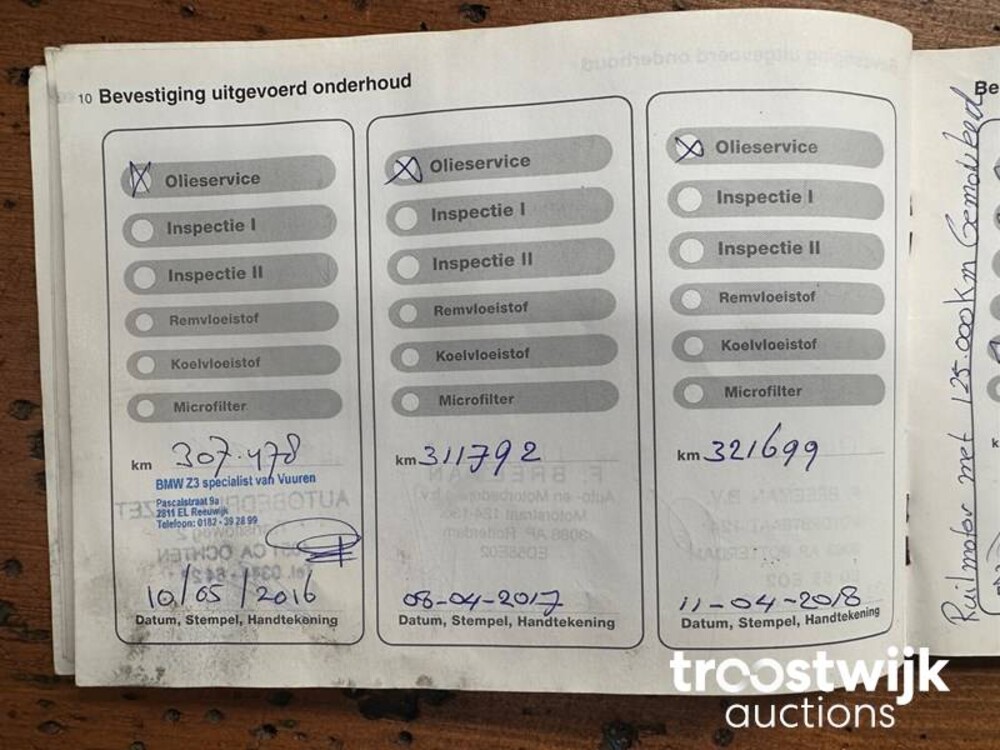 10 Bevestiging uitgevoerd onderhoud
Olieservice
Inspectie I
Inspectie II
Remvloeistof
Koelvloeistof
Microfilter
km 307.478
BMW Z3 specialist van Vuuren
Pascalstraat 9a
2811 EL Reeuwijk
Telefoon: 0182 - 39 28 99
10/05/2016
Datum, Stempel, Handtekening
Olieservice
Inspectie I
Inspectie II
Remvloeistof
Koelvloeistof
Microfilter
km 311792
08-04-2017
Datum, Stempel, Handtekening
Olieservice
Inspectie I
Inspectie II
Remvloeistof
Koelvloeistof
Microfilter
km 321699
11-04-2018
Datum, Stempel, Handtekening
Be
Ruilmotor met 125.000 km Gemonteerd
k
troostwijk
auctions